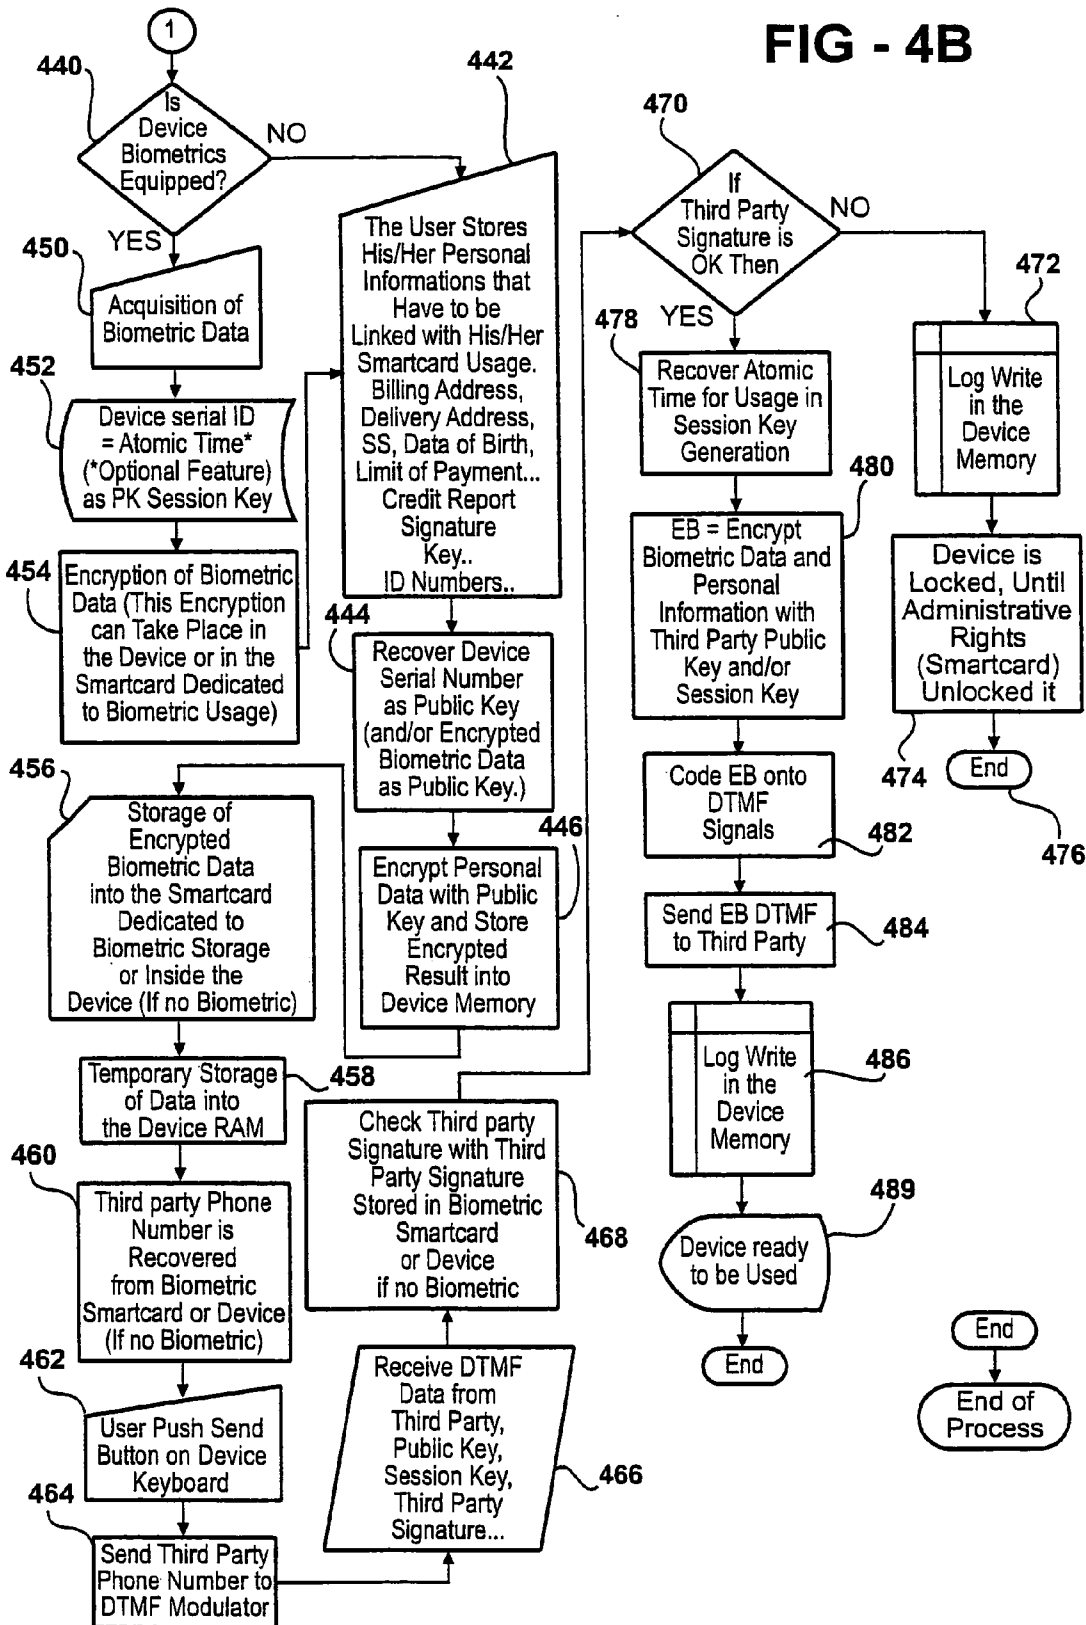 FIG - 4B
1
440
Is
Device
Biometrics
Equipped?
NO
YES
450
Acquisition of
Biometric Data
452
Device serial ID
= Atomic Time*
(*Optional Feature)
as PK Session Key
454
Encryption of Biometric
Data (This Encryption
can Take Place in
the Device or in the
Smartcard Dedicated
to Biometric Usage)
442
The User Stores
His/Her Personal
Informations that
Have to be
Linked with His/Her
Smartcard Usage.
Billing Address,
Delivery Address,
SS, Data of Birth,
Limit of Payment...
Credit Report
Signature
Key..
ID Numbers..
444
Recover Device
Serial Number
as Public Key
(and/or Encrypted
Biometric Data
as Public Key.)
446
Encrypt Personal
Data with Public
Key and Store
Encrypted
Result into
Device Memory
456
Storage of
Encrypted
Biometric Data
into the Smartcard
Dedicated to
Biometric Storage
or Inside the
Device (If no Biometric)
458
Temporary Storage
of Data into
the Device RAM
460
Third party Phone
Number is
Recovered
from Biometric
Smartcard or Device
(If no Biometric)
462
User Push Send
Button on Device
Keyboard
464
Send Third Party
Phone Number to
DTMF Modulator
466
Receive DTMF
Data from
Third Party,
Public Key,
Session Key,
Third Party
Signature...
468
Check Third party
Signature with Third
Party Signature
Stored in Biometric
Smartcard
or Device
if no Biometric
470
If
Third Party
Signature is
OK Then
NO
YES
472
Log Write
in the
Device
Memory
474
Device is
Locked, Until
Administrative
Rights
(Smartcard)
Unlocked it
End
476
478
Recover Atomic
Time for Usage in
Session Key
Generation
480
EB = Encrypt
Biometric Data and
Personal
Information with
Third Party Public
Key and/or
Session Key
Code EB onto
DTMF
Signals
482
Send EB DTMF
to Third Party
484
Log Write
in the
Device
Memory
486
489
Device ready
to be Used
End
End
End of
Process